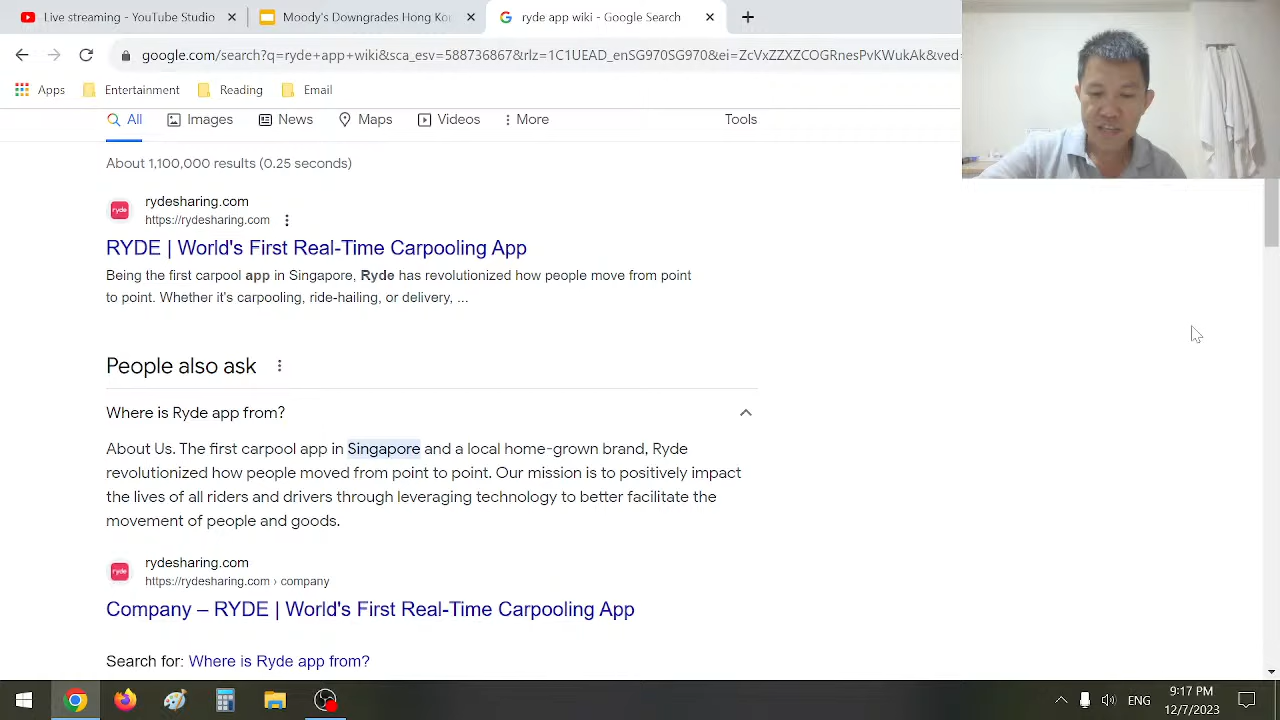 Live streaming - YouTube Studio
Moody's Downgrades Hong Ko
ryde app wiki - Google Search
google.com/search?q=ryde+app+wiki&sca_esv=588736867&rlz=1C1UEAD_enSG970SG970&ei=ZcVxZZXZCOGRnesPvKWukAk&ved=
Apps
Entertainment
Reading
Email
All
Images
News
Maps
Videos
More
Tools
About 1,100,000 results (0.25 seconds)
ryde
rydesharing.com
https://rydesharing.com
RYDE | World's First Real-Time Carpooling App
Being the first carpool app in Singapore, Ryde has revolutionized how people move from point
to point. Whether it's carpooling, ride-hailing, or delivery, ...
People also ask
Where is Ryde app from?
About Us. The first carpool app in Singapore and a local home-grown brand, Ryde
revolutionized how people moved from point to point. Our mission is to positively impact
the lives of all riders and drivers through leveraging technology to better facilitate the
movement of people and goods.
ryde
rydesharing.com
https://rydesharing.com › company
Company – RYDE | World's First Real-Time Carpooling App
Search for: Where is Ryde app from?
ENG
9:17 PM
12/7/2023